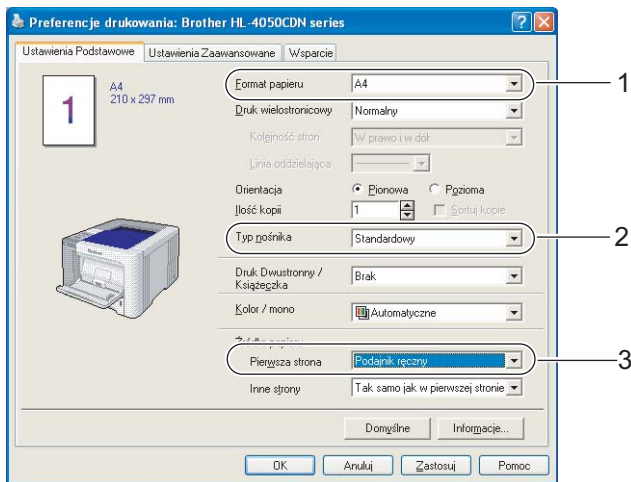 Preferencje drukowania: Brother HL-4050CDN series
Ustawienia Podstawowe Ustawienia Zaawansowane Wsparcie
1
A4
210 x 297 mm
Format papieru A4 1
Druk wielostronicowy Normalny
Kolejność stron W prawo i w dół
Linia oddzielająca
Orientacja Pionowa Pozioma
Ilość kopii 1 Sortuj kopie
Typ nośnika Standardowy 2
Druk Dwustronny / Książeczka Brak
Kolor / mono Automatyczne
Źródło papieru
Pierwsza strona Podajnik ręczny 3
Inne strony Tak samo jak w pierwszej stronie
Domyślne Informacje...
OK Anuluj Zastosuj Pomoc